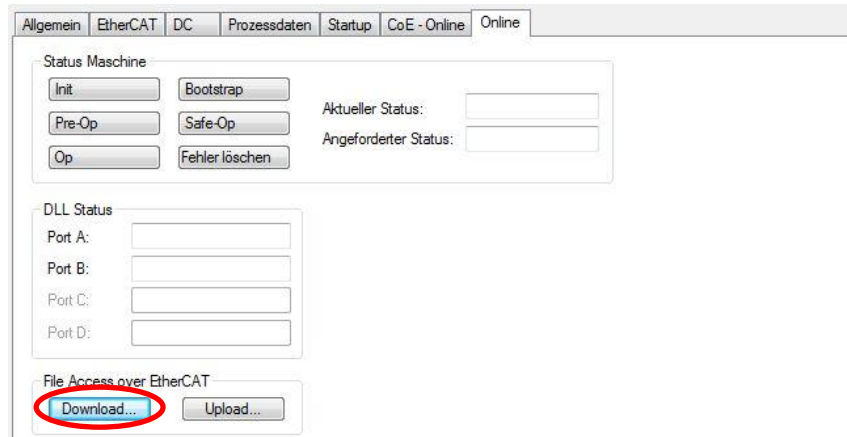 Allgemein EtherCAT DC Prozessdaten Startup CoE - Online Online
Status Maschine
Init Bootstrap
Pre-Op Safe-Op
Op Fehler löschen
Aktueller Status:
Angeforderter Status:
DLL Status
Port A:
Port B:
Port C:
Port D:
File Access over EtherCAT
Download... Upload...